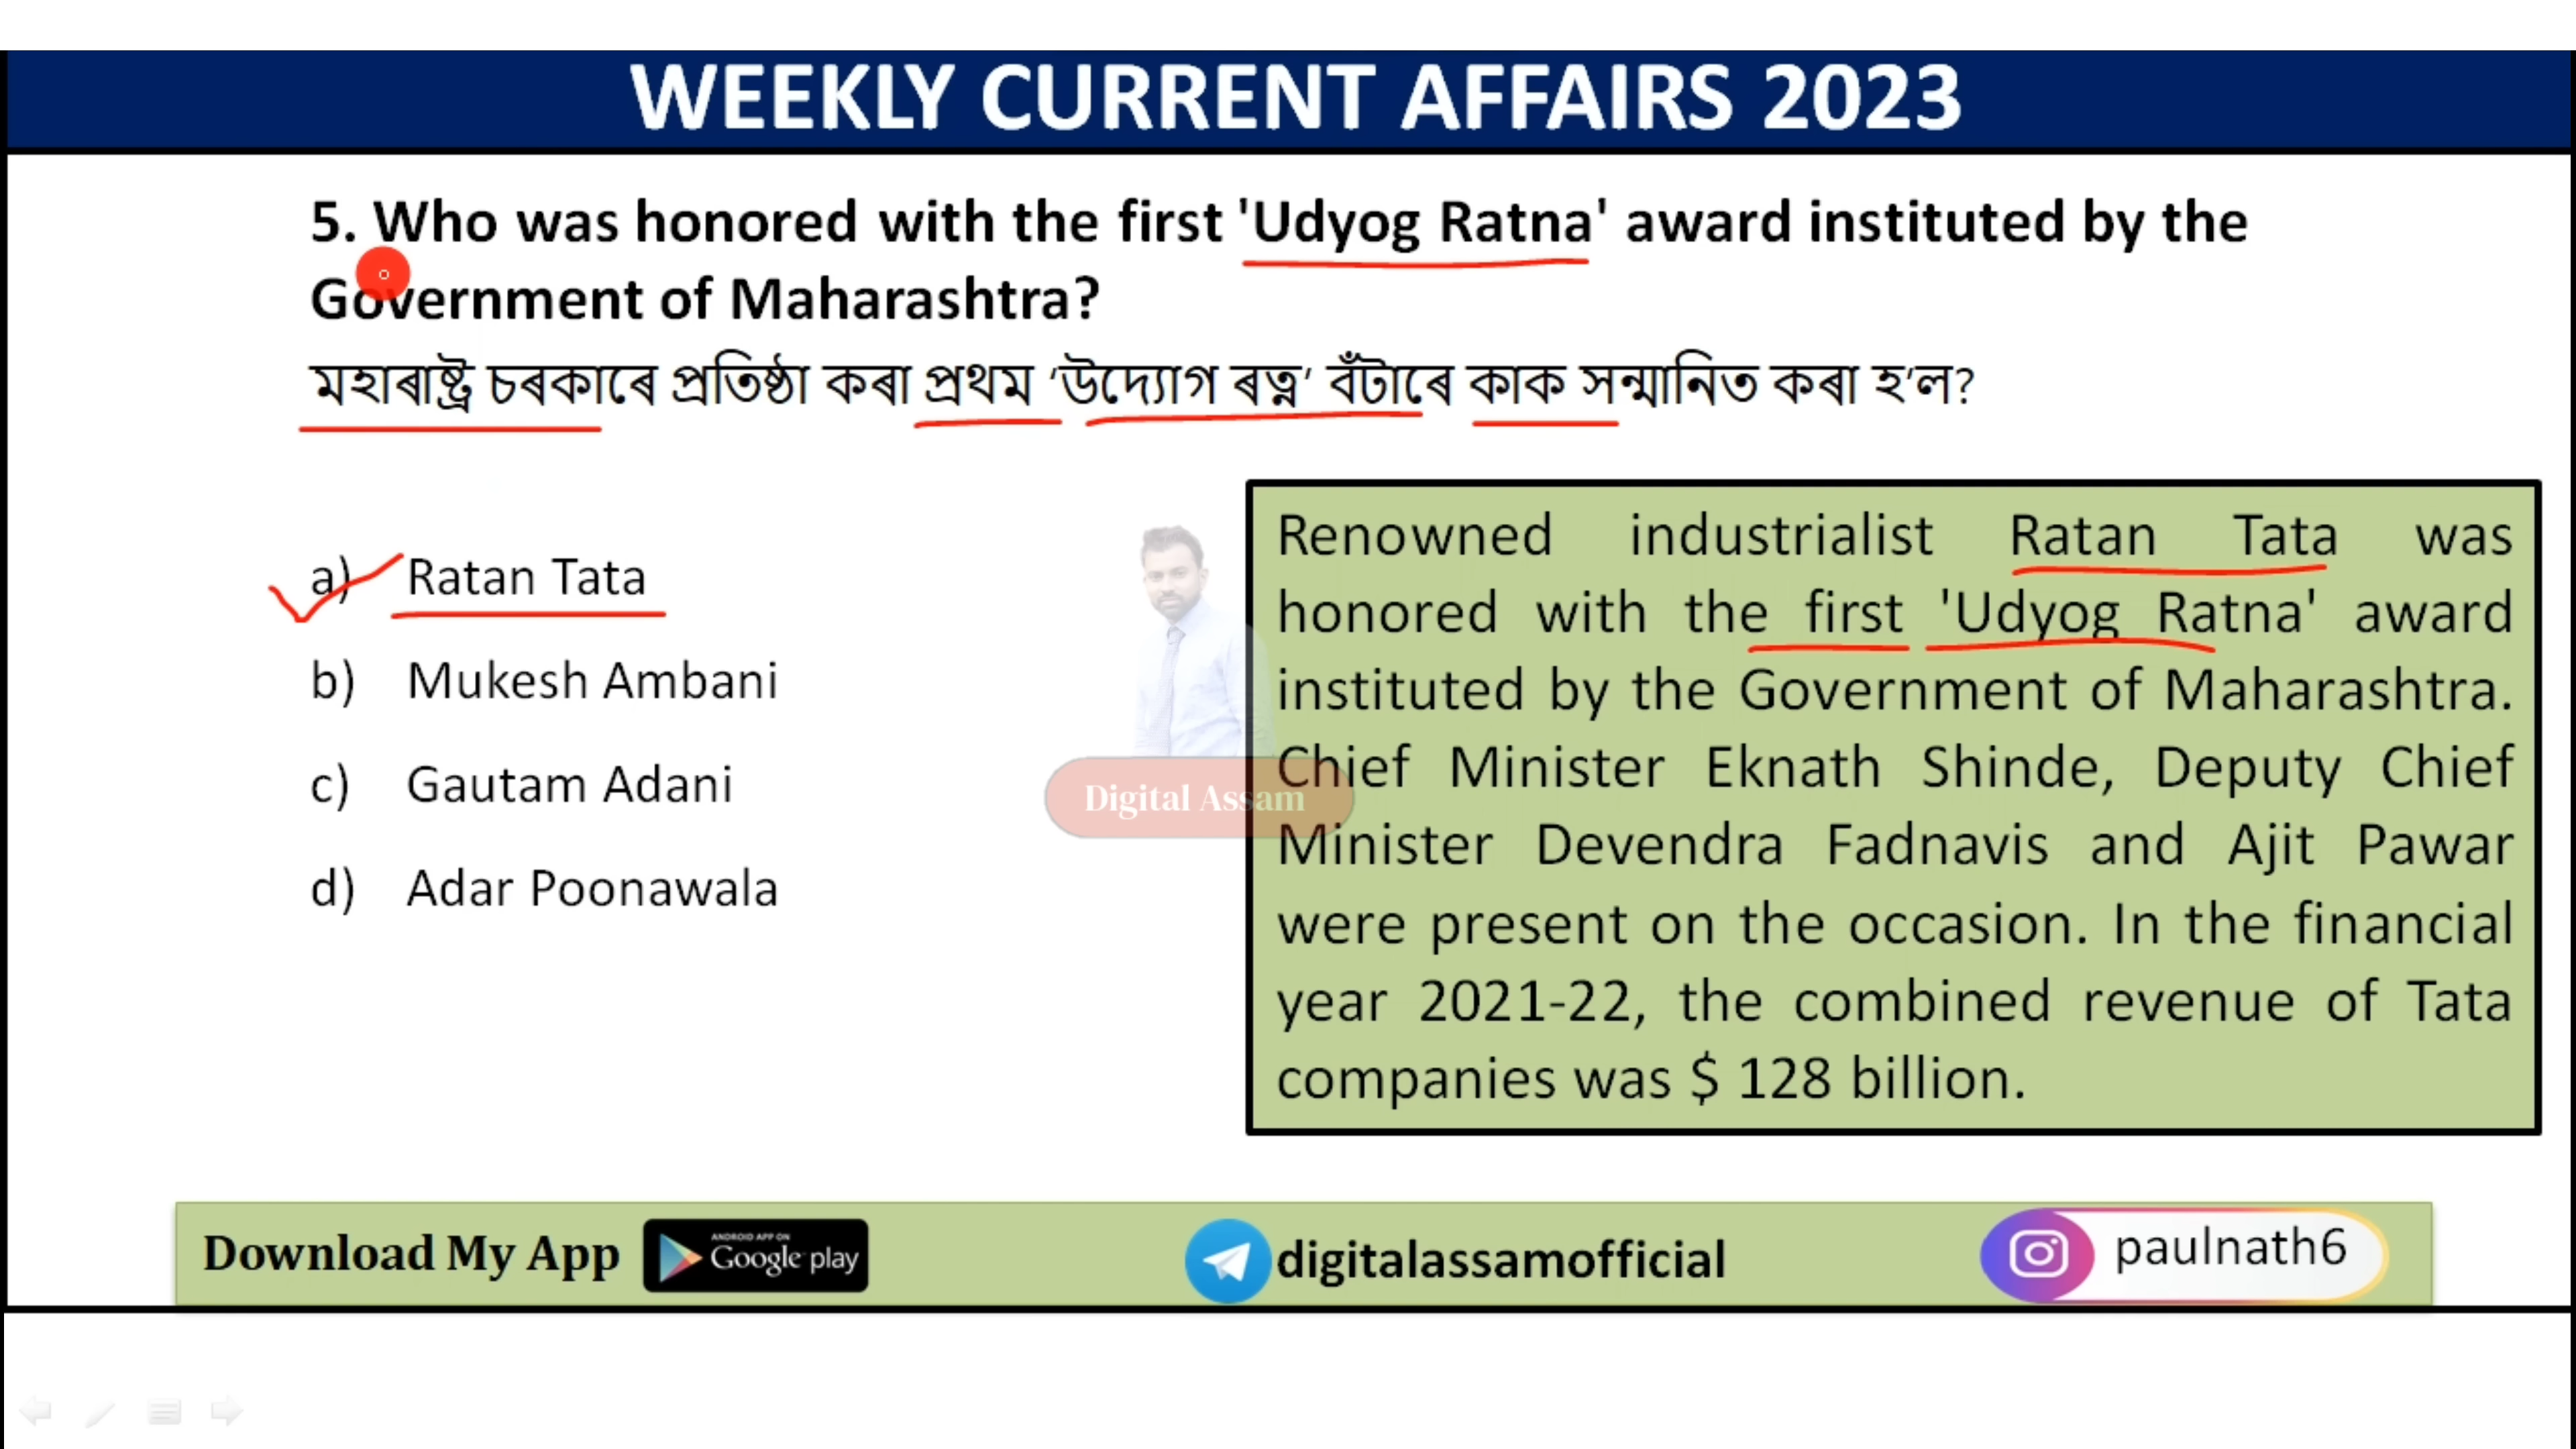 WEEKLY CURRENT AFFAIRS 2023
5. Who was honored with the first 'Udyog Ratna' award instituted by the
Government of Maharashtra?
মহাৰাষ্ট্ৰ চৰকাৰে প্ৰতিষ্ঠা কৰা প্ৰথম ‘উদ্যোগ ৰত্ন’ বঁটাৰে কাক সন্মানিত কৰা হ’ল?
a) Ratan Tata
b) Mukesh Ambani
c) Gautam Adani
d) Adar Poonawala
Digital Assam
Renowned industrialist Ratan Tata was
honored with the first 'Udyog Ratna' award
instituted by the Government of Maharashtra.
Chief Minister Eknath Shinde, Deputy Chief
Minister Devendra Fadnavis and Ajit Pawar
were present on the occasion. In the financial
year 2021-22, the combined revenue of Tata
companies was $ 128 billion.
Download My App
ANDROID APP ON
Google play
digitalassamofficial
paulnath6